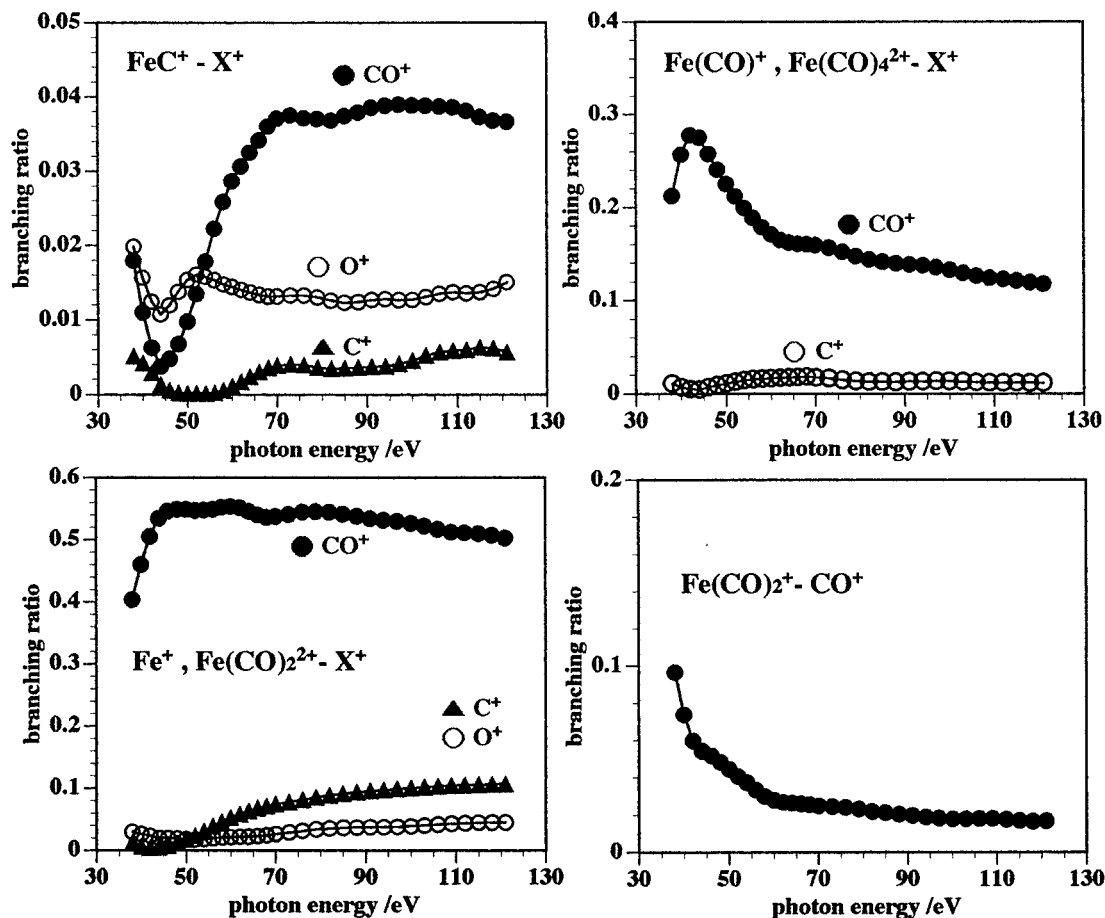 0.05
0.04
0.03
0.02
0.01
0
branching ratio
FeC⁺ - X⁺
CO⁺
O⁺
C⁺
30 50 70 90 110 130
photon energy /eV
0.4
0.3
0.2
0.1
0
branching ratio
Fe(CO)⁺ , Fe(CO)₄²⁺- X⁺
CO⁺
C⁺
30 50 70 90 110 130
photon energy /eV
0.6
0.5
0.4
0.3
0.2
0.1
0
branching ratio
CO⁺
Fe⁺ , Fe(CO)₂²⁺- X⁺
C⁺
O⁺
30 50 70 90 110 130
photon energy /eV
0.2
0.1
0
branching ratio
Fe(CO)₂⁺- CO⁺
30 50 70 90 110 130
photon energy /eV